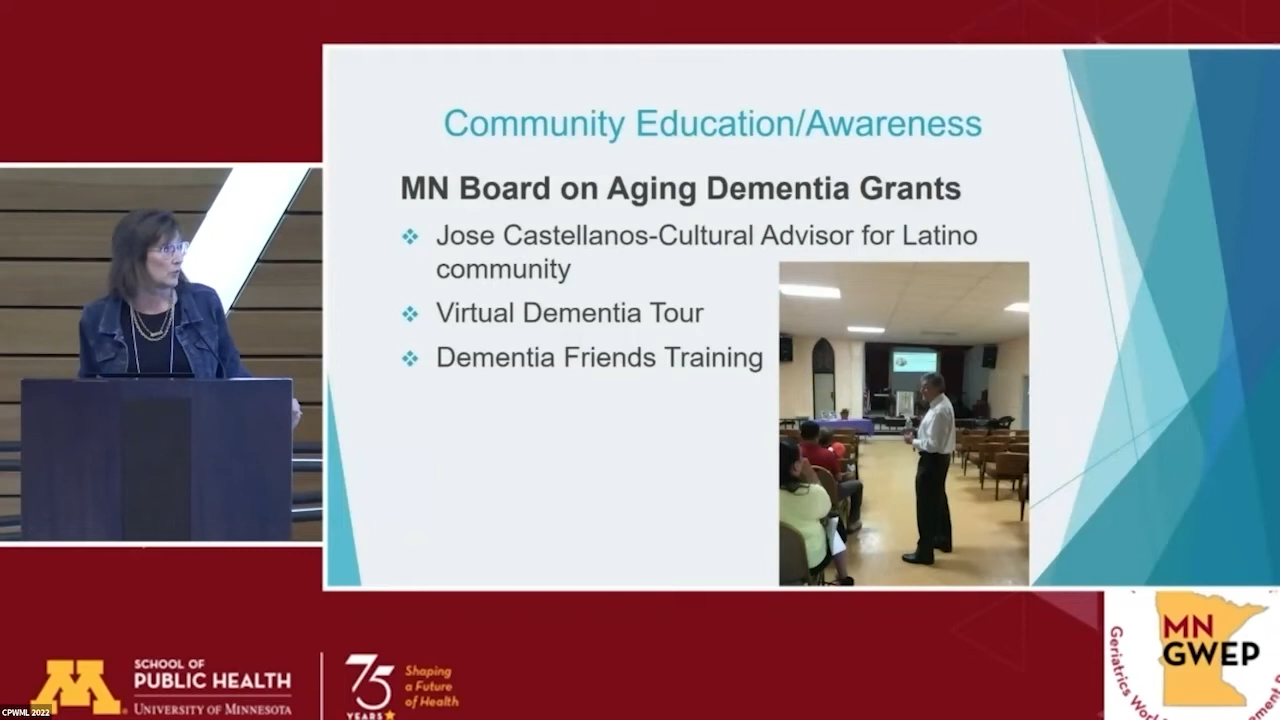 Community Education/Awareness
MN Board on Aging Dementia Grants
Jose Castellanos-Cultural Advisor for Latino
community
Virtual Dementia Tour
Dementia Friends Training
M
SCHOOL OF
PUBLIC HEALTH
UNIVERSITY OF MINNESOTA
75
YEARS
Shaping
a Future
of Health
MN
GWEP
Geriatrics
CPWML 2022